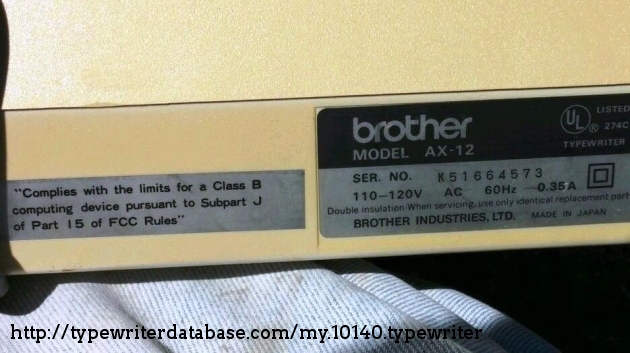 "Complies with the limits for a Class B
computing device pursuant to Subpart J
of Part 15 of FCC Rules"
brother
MODEL AX-12
UL ® LISTED
274C
TYPEWRITER
SER. NO. K51664573
110-120V AC 60Hz 0.35A
Double insulation-When servicing, use only identical replacement part
BROTHER INDUSTRIES, LTD. MADE IN JAPAN
http://typewriterdatabase.com/my.10140.typewriter